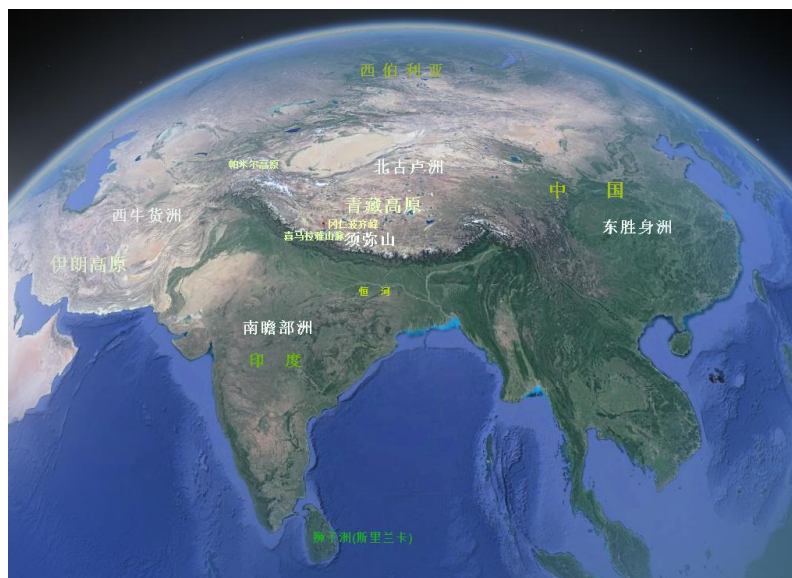 西伯利亚
帕米尔高原
北古卢洲
中国
青藏高原
西牛货洲
冈仁波齐峰
东胜身洲
喜马拉雅山脉
须弥山
伊朗高原
恒河
南瞻部洲
印度
狮子洲(斯里兰卡)